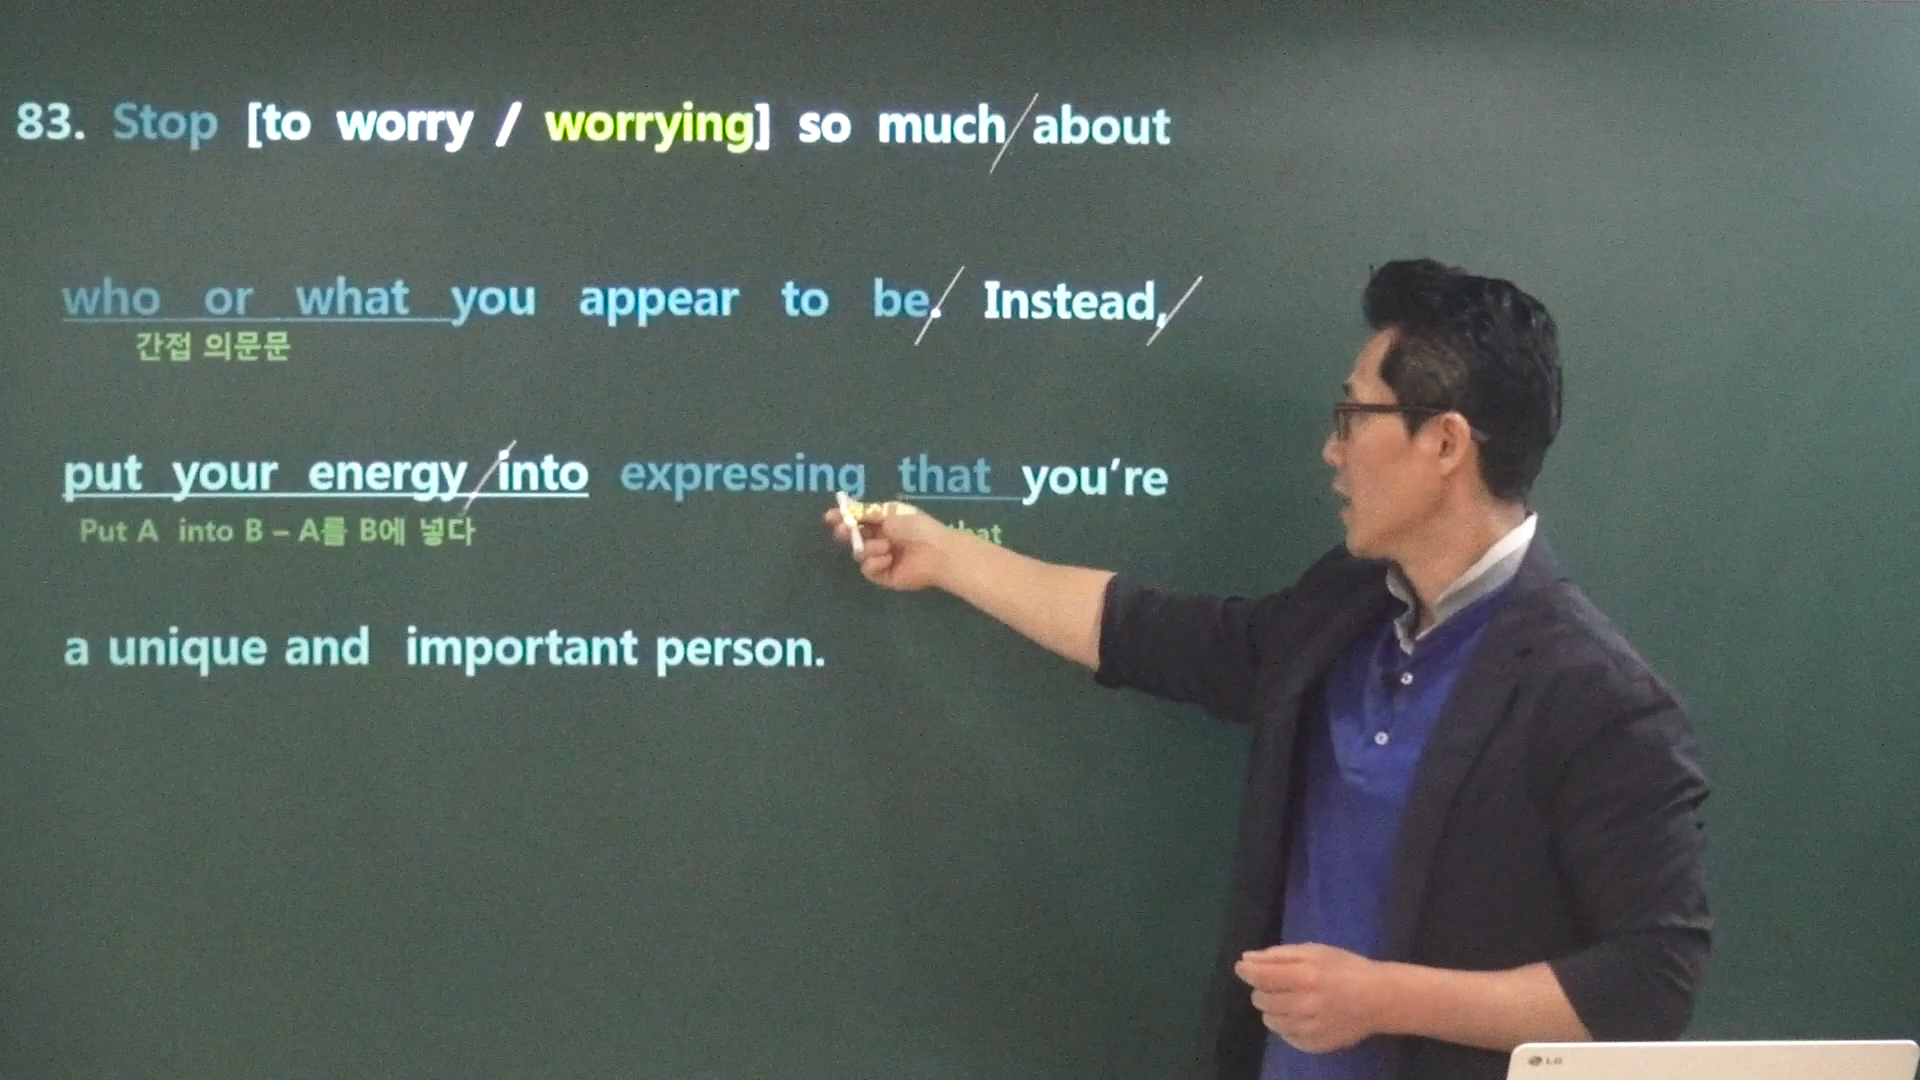 83. Stop [to worry / worrying] so much about
who or what you appear to be. Instead,
간접 의문문
put your energy into expressing that you're
Put A into B – A를 B에 넣다
a unique and important person.
LG